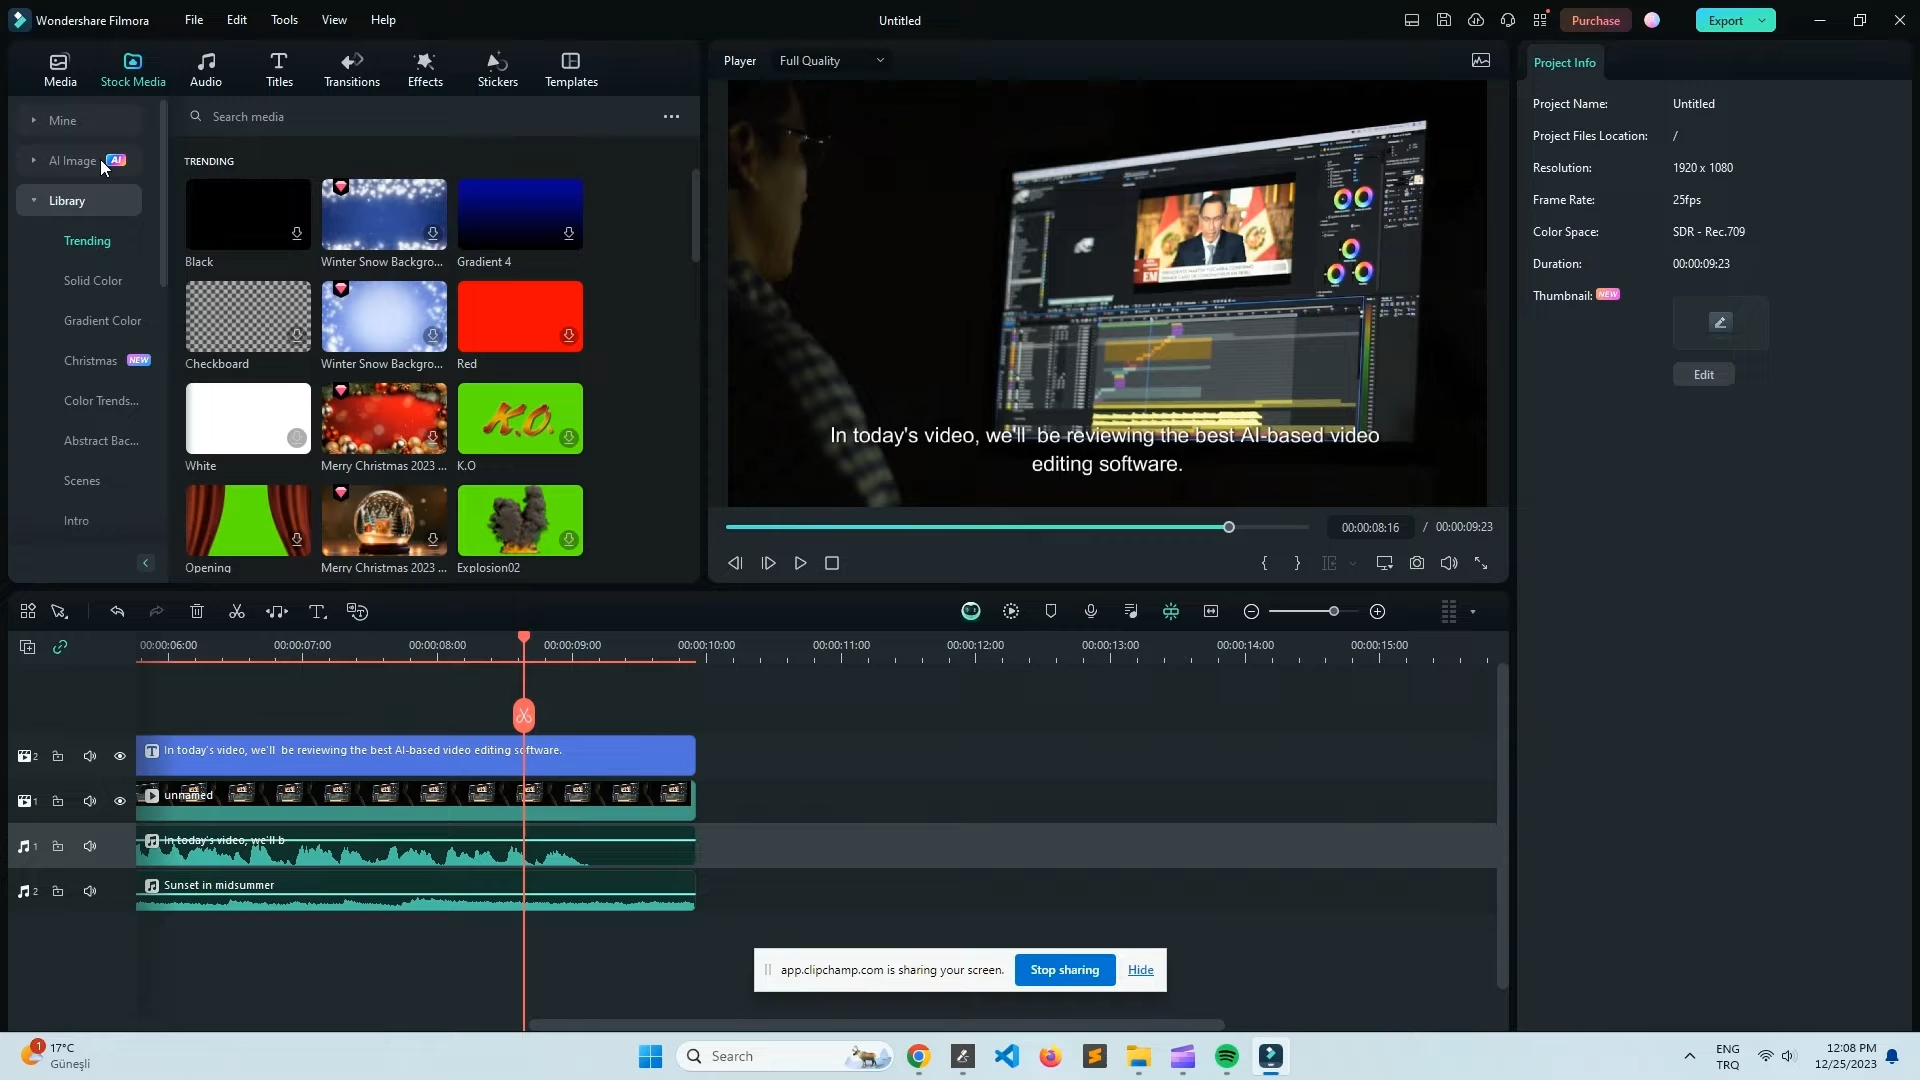 Wondershare Filmora
File
Edit
Tools
View
Help
Untitled
Purchase
Export
Media
Stock Media
Audio
Titles
Transitions
Effects
Stickers
Templates
Player
Full Quality
Project Info
Mine
AI Image
AI
Library
Trending
Solid Color
Gradient Color
Christmas
NEW
Color Trends...
Abstract Bac...
Scenes
Intro
Search media
TRENDING
Black
Winter Snow Backgro...
Gradient 4
Checkboard
Winter Snow Backgro...
Red
White
Merry Christmas 2023 ...
K.O.
K.O
Opening
Merry Christmas 2023 ...
Explosion02
EM
In today's video, we'll be reviewing the best AI-based video
editing software.
00:00:08:16 / 00:00:09:23
Project Name: Untitled
Project Files Location: /
Resolution: 1920 x 1080
Frame Rate: 25fps
Color Space: SDR - Rec.709
Duration: 00:00:09:23
Thumbnail: NEW
Edit
00:00:06:00
00:00:07:00
00:00:08:00
00:00:09:00
00:00:10:00
00:00:11:00
00:00:12:00
00:00:13:00
00:00:14:00
00:00:15:00
2
In today's video, we'll be reviewing the best AI-based video editing software.
1
unnamed
1
In today's video, we'll b
2
Sunset in midsummer
app.clipchamp.com is sharing your screen.
Stop sharing
Hide
1
17°C
Güneşli
Search
ENG
TRQ
12:08 PM
12/25/2023